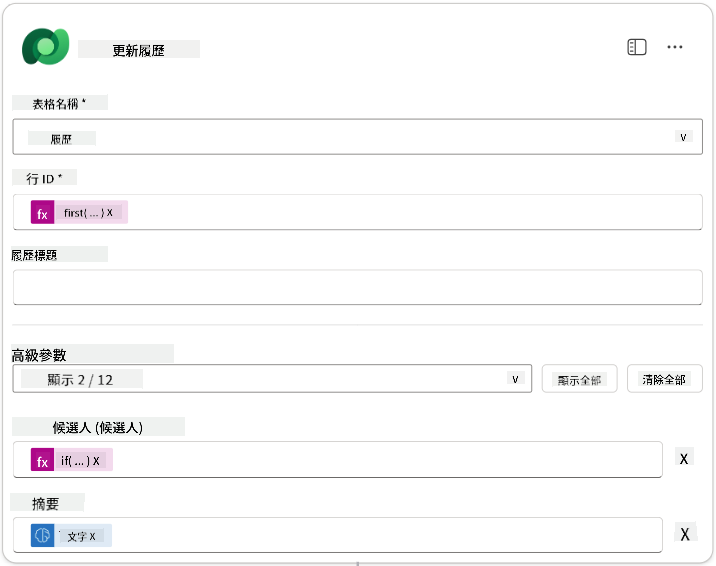 更新履歷
表格名稱 *
履歷
v
行 ID *
fx first( ... ) X
履歷標題
高級參數
顯示 2 / 12
v
顯示全部
清除全部
候選人 (候選人)
fx if( ... ) X
X
摘要
文字 X
X